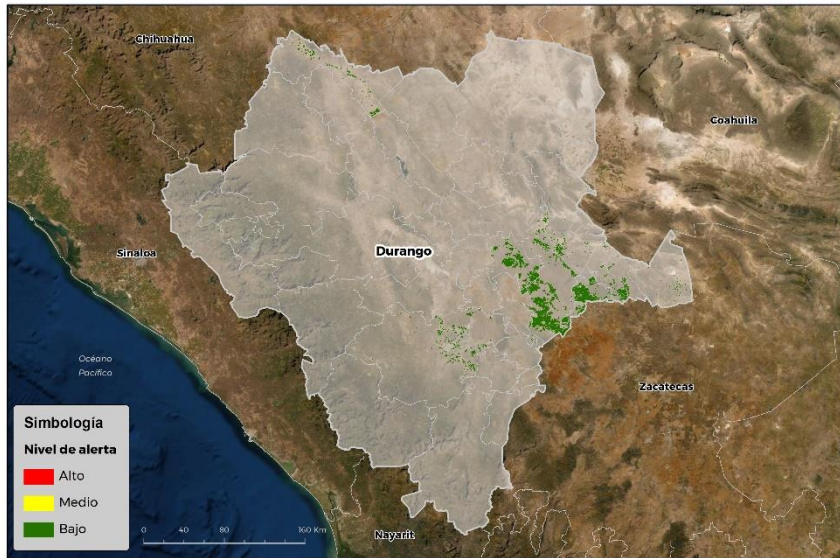 Chihuahua
Coahuila
Durango
Sinaloa
Océano
Pacífico
Zacatecas
Nayarit
Simbología
Nivel de alerta
Alto
Medio
Bajo
0 40 80 160 Km